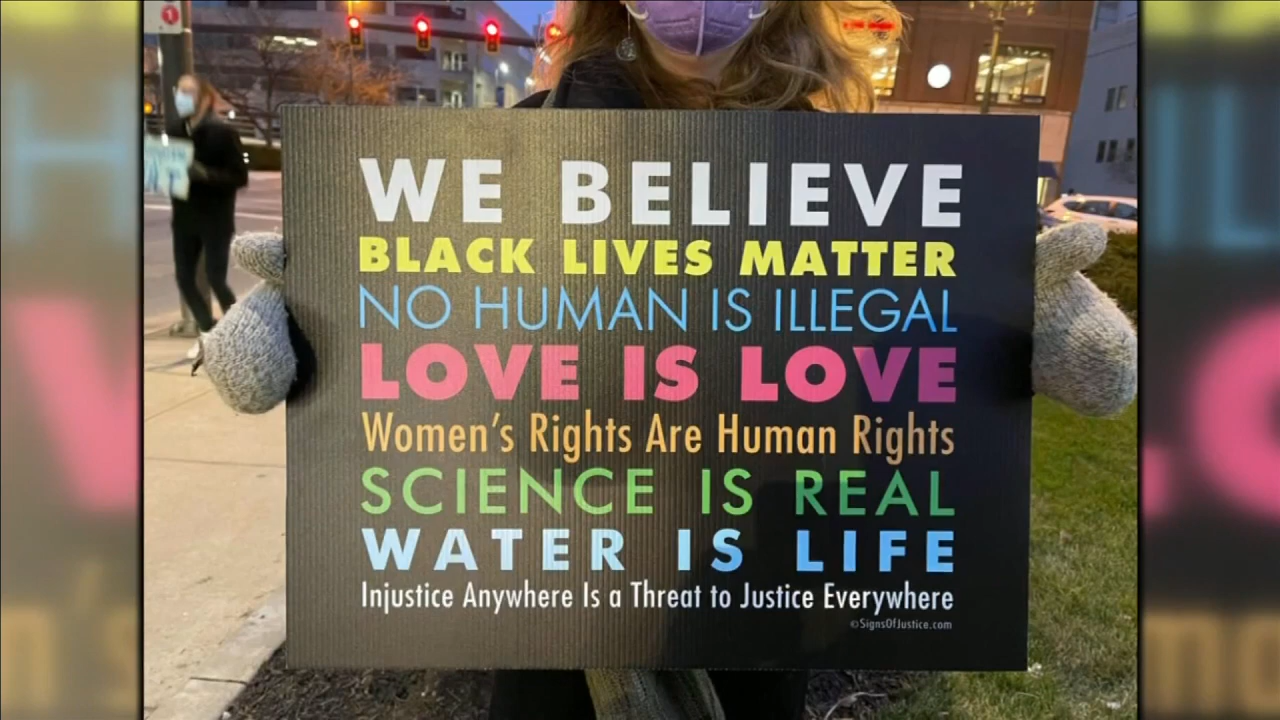 WE BELIEVE
BLACK LIVES MATTER
NO HUMAN IS ILLEGAL
LOVE IS LOVE
Women's Rights Are Human Rights
SCIENCE IS REAL
WATER IS LIFE
Injustice Anywhere Is a Threat to Justice Everywhere
©SignsOfJustice.com